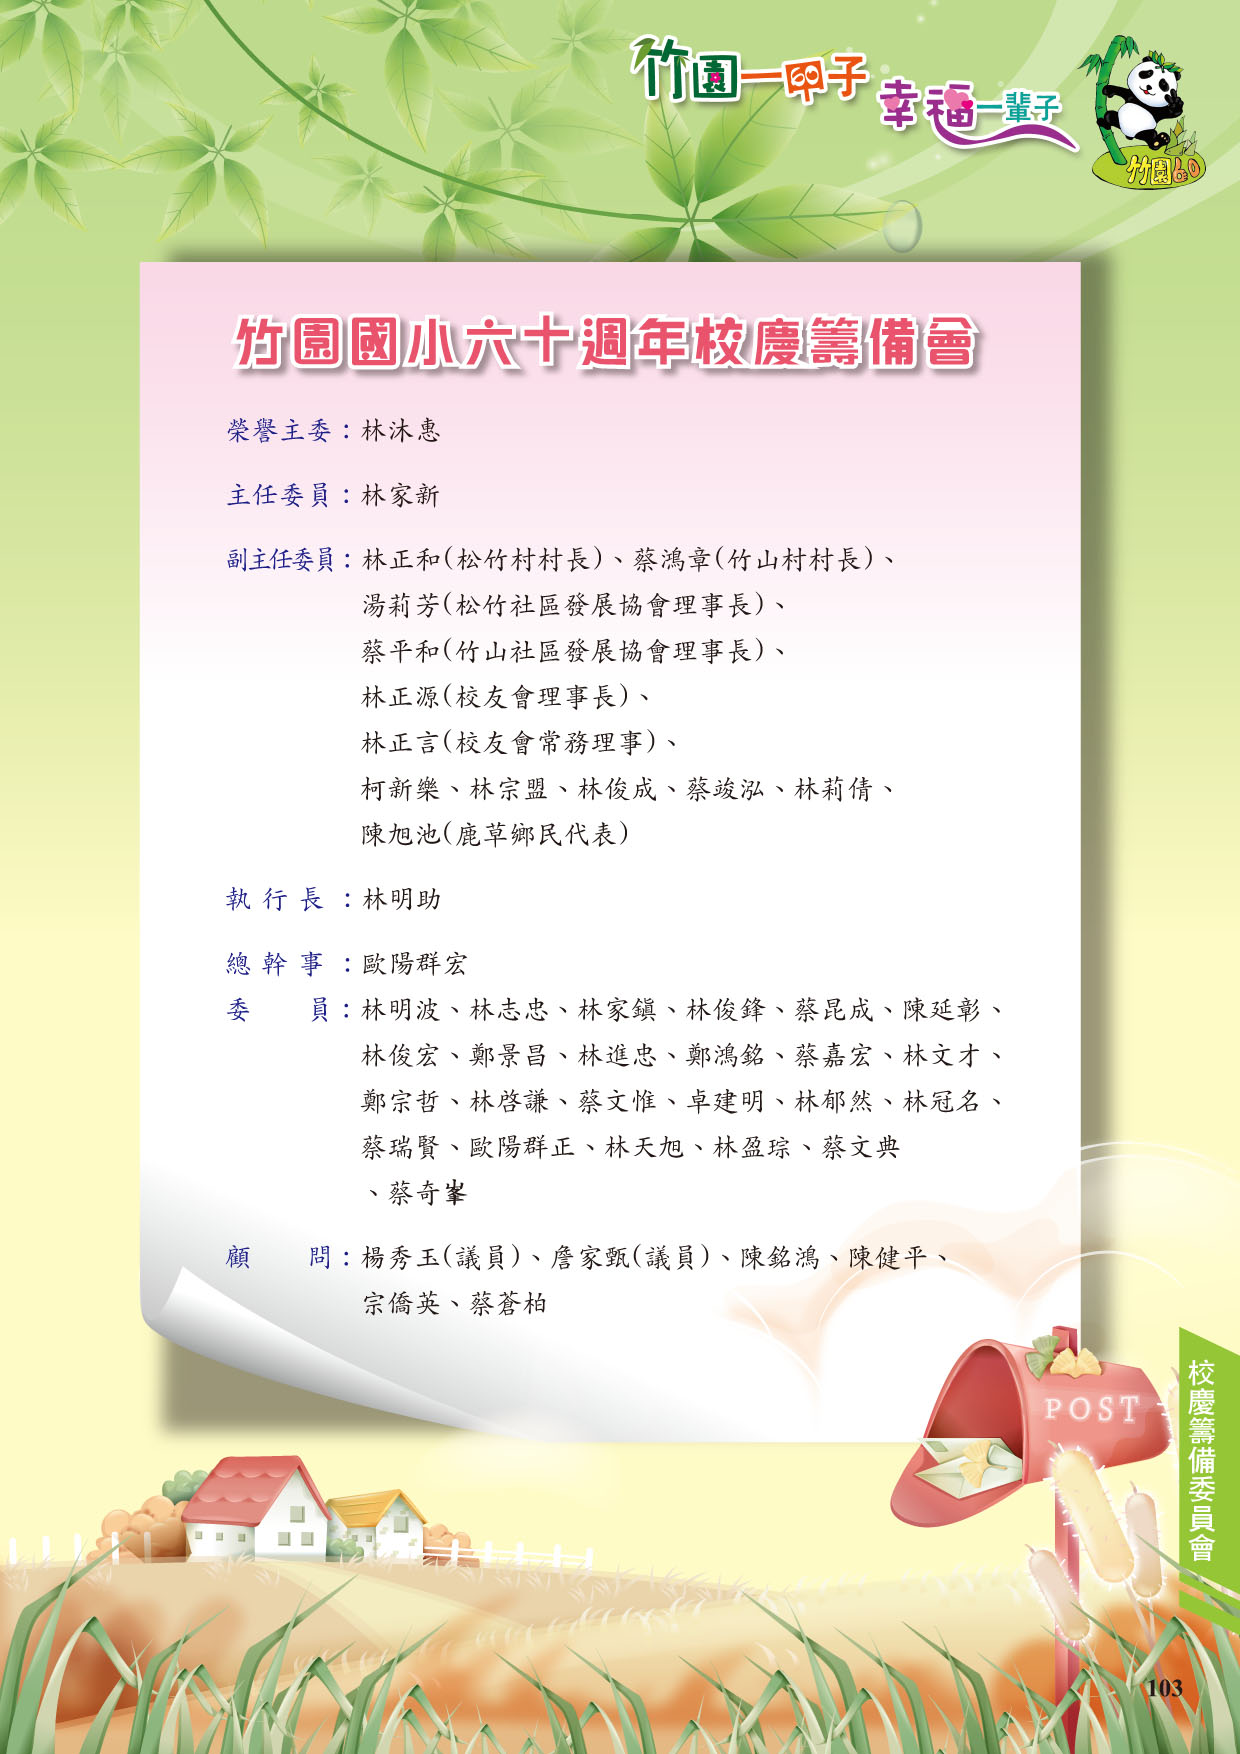 竹園一甲子
幸福一輩子
竹園60
竹園國小六十週年校慶籌備會
榮譽主委：林沐惠
主任委員：林家新
副主任委員：林正和(松竹村村長)、蔡鴻章(竹山村村長)、
湯莉芳(松竹社區發展協會理事長)、
蔡平和(竹山社區發展協會理事長)、
林正源(校友會理事長)、
林正言(校友會常務理事)、
柯新樂、林宗盟、林俊成、蔡竣泓、林莉倩、
陳旭池(鹿草鄉民代表)
執行長：林明助
總幹事：歐陽群宏
委員：林明波、林志忠、林家鎮、林俊鋒、蔡昆成、陳延彰、
林俊宏、鄭景昌、林進忠、鄭鴻銘、蔡嘉宏、林文才、
鄭宗哲、林啓謙、蔡文惟、卓建明、林郁然、林冠名、
蔡瑞賢、歐陽群正、林天旭、林盈琮、蔡文典
、蔡奇峯
顧問：楊秀玉(議員)、詹家甄(議員)、陳銘鴻、陳健平、
宗僑英、蔡蒼柏
POST
校慶籌備委員會
103